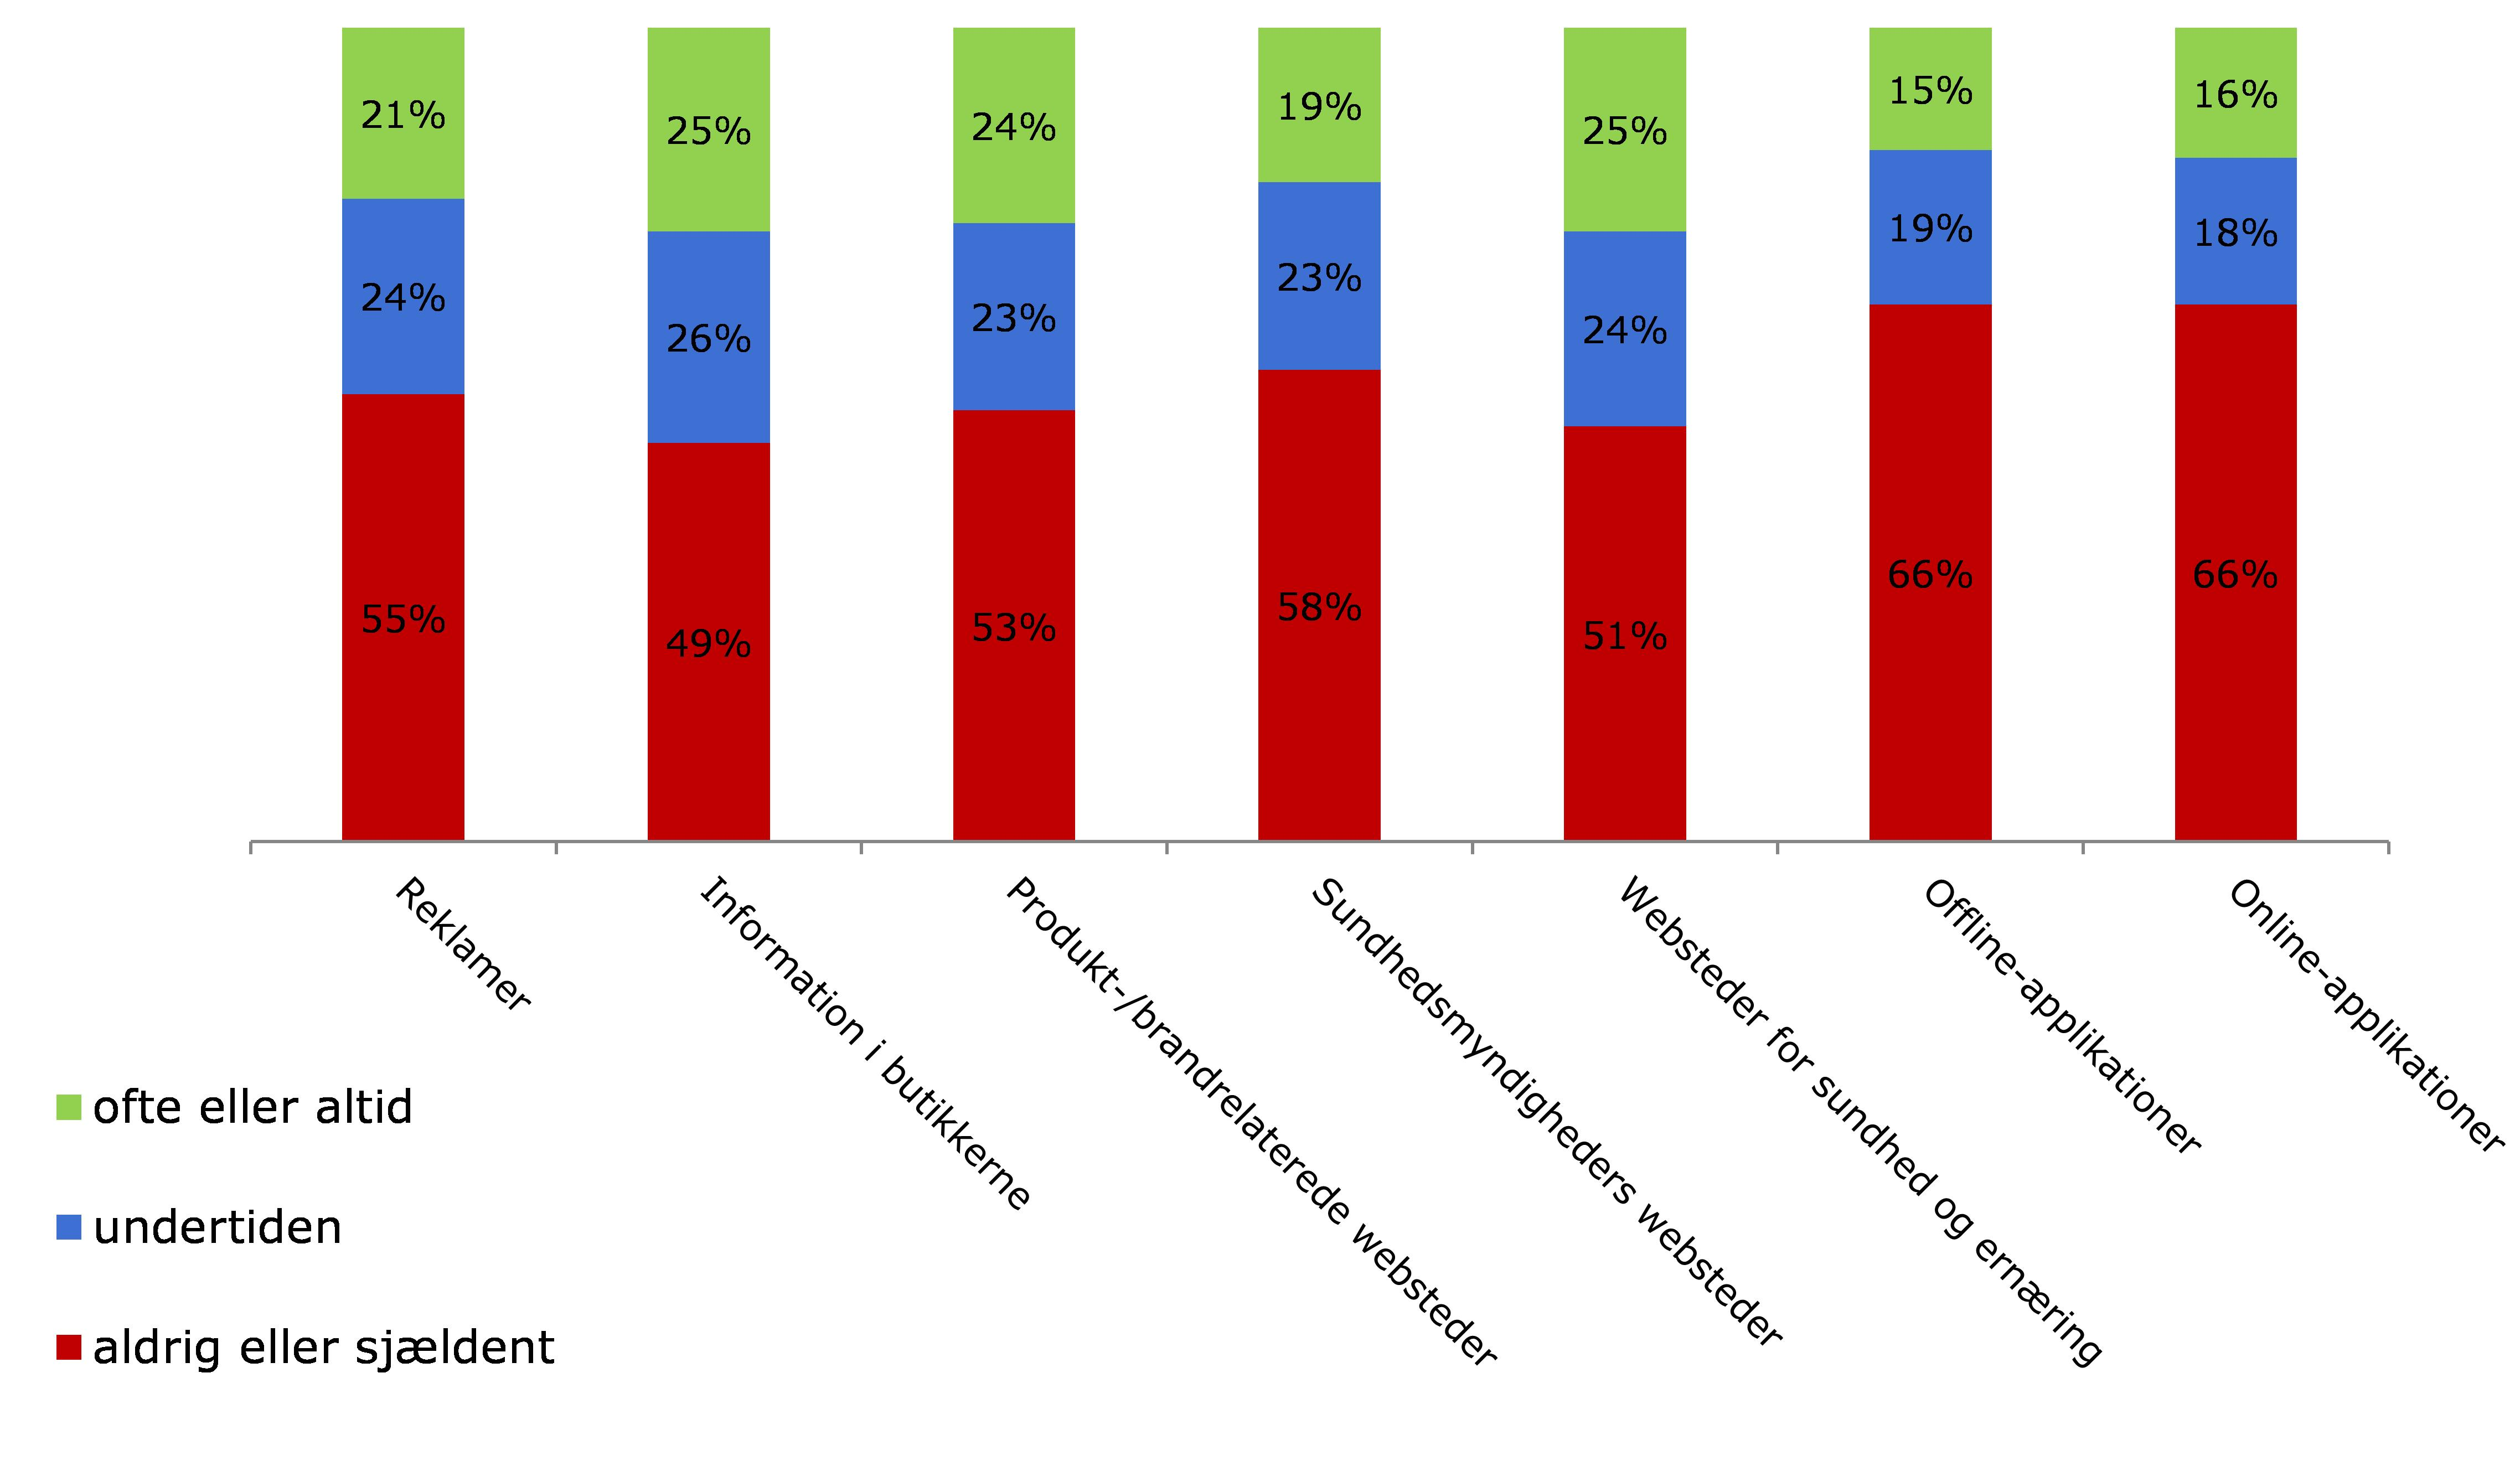 21%
25%
24%
19%
25%
15%
16%
24%
26%
23%
23%
24%
19%
18%
55%
49%
53%
58%
51%
66%
66%
Reklamer
Information i butikkerne
Produkt-/brandrelaterede websteder
Sundhedsmyndigheders websteder
Websteder for sundhed og ernæring
Offline-applikationer
Online-applikationer
ofte eller altid
undertiden
aldrig eller sjældent